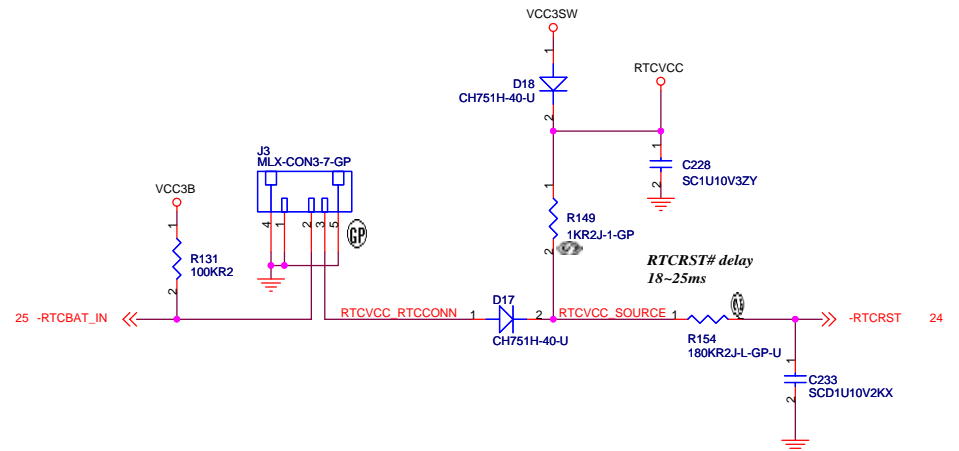 VCC3SW
1
D18
CH751H-40-U
2
RTCVCC
1
C228
SC1U10V3ZY
2
J3
MLX-CON3-7-GP
4
1
2
3
5
GP
VCC3B
1
R131
100KR2
2
1
R149
1KR2J-1-GP
2
RTCRST# delay
18~25ms
25 -RTCBAT_IN
RTCVCC_RTCCONN 1
D17
2 RTCVCC_SOURCE 1
CH751H-40-U
R154
180KR2J-L-GP-U
2
-RTCRST 24
1
C233
SCD1U10V2KX
2